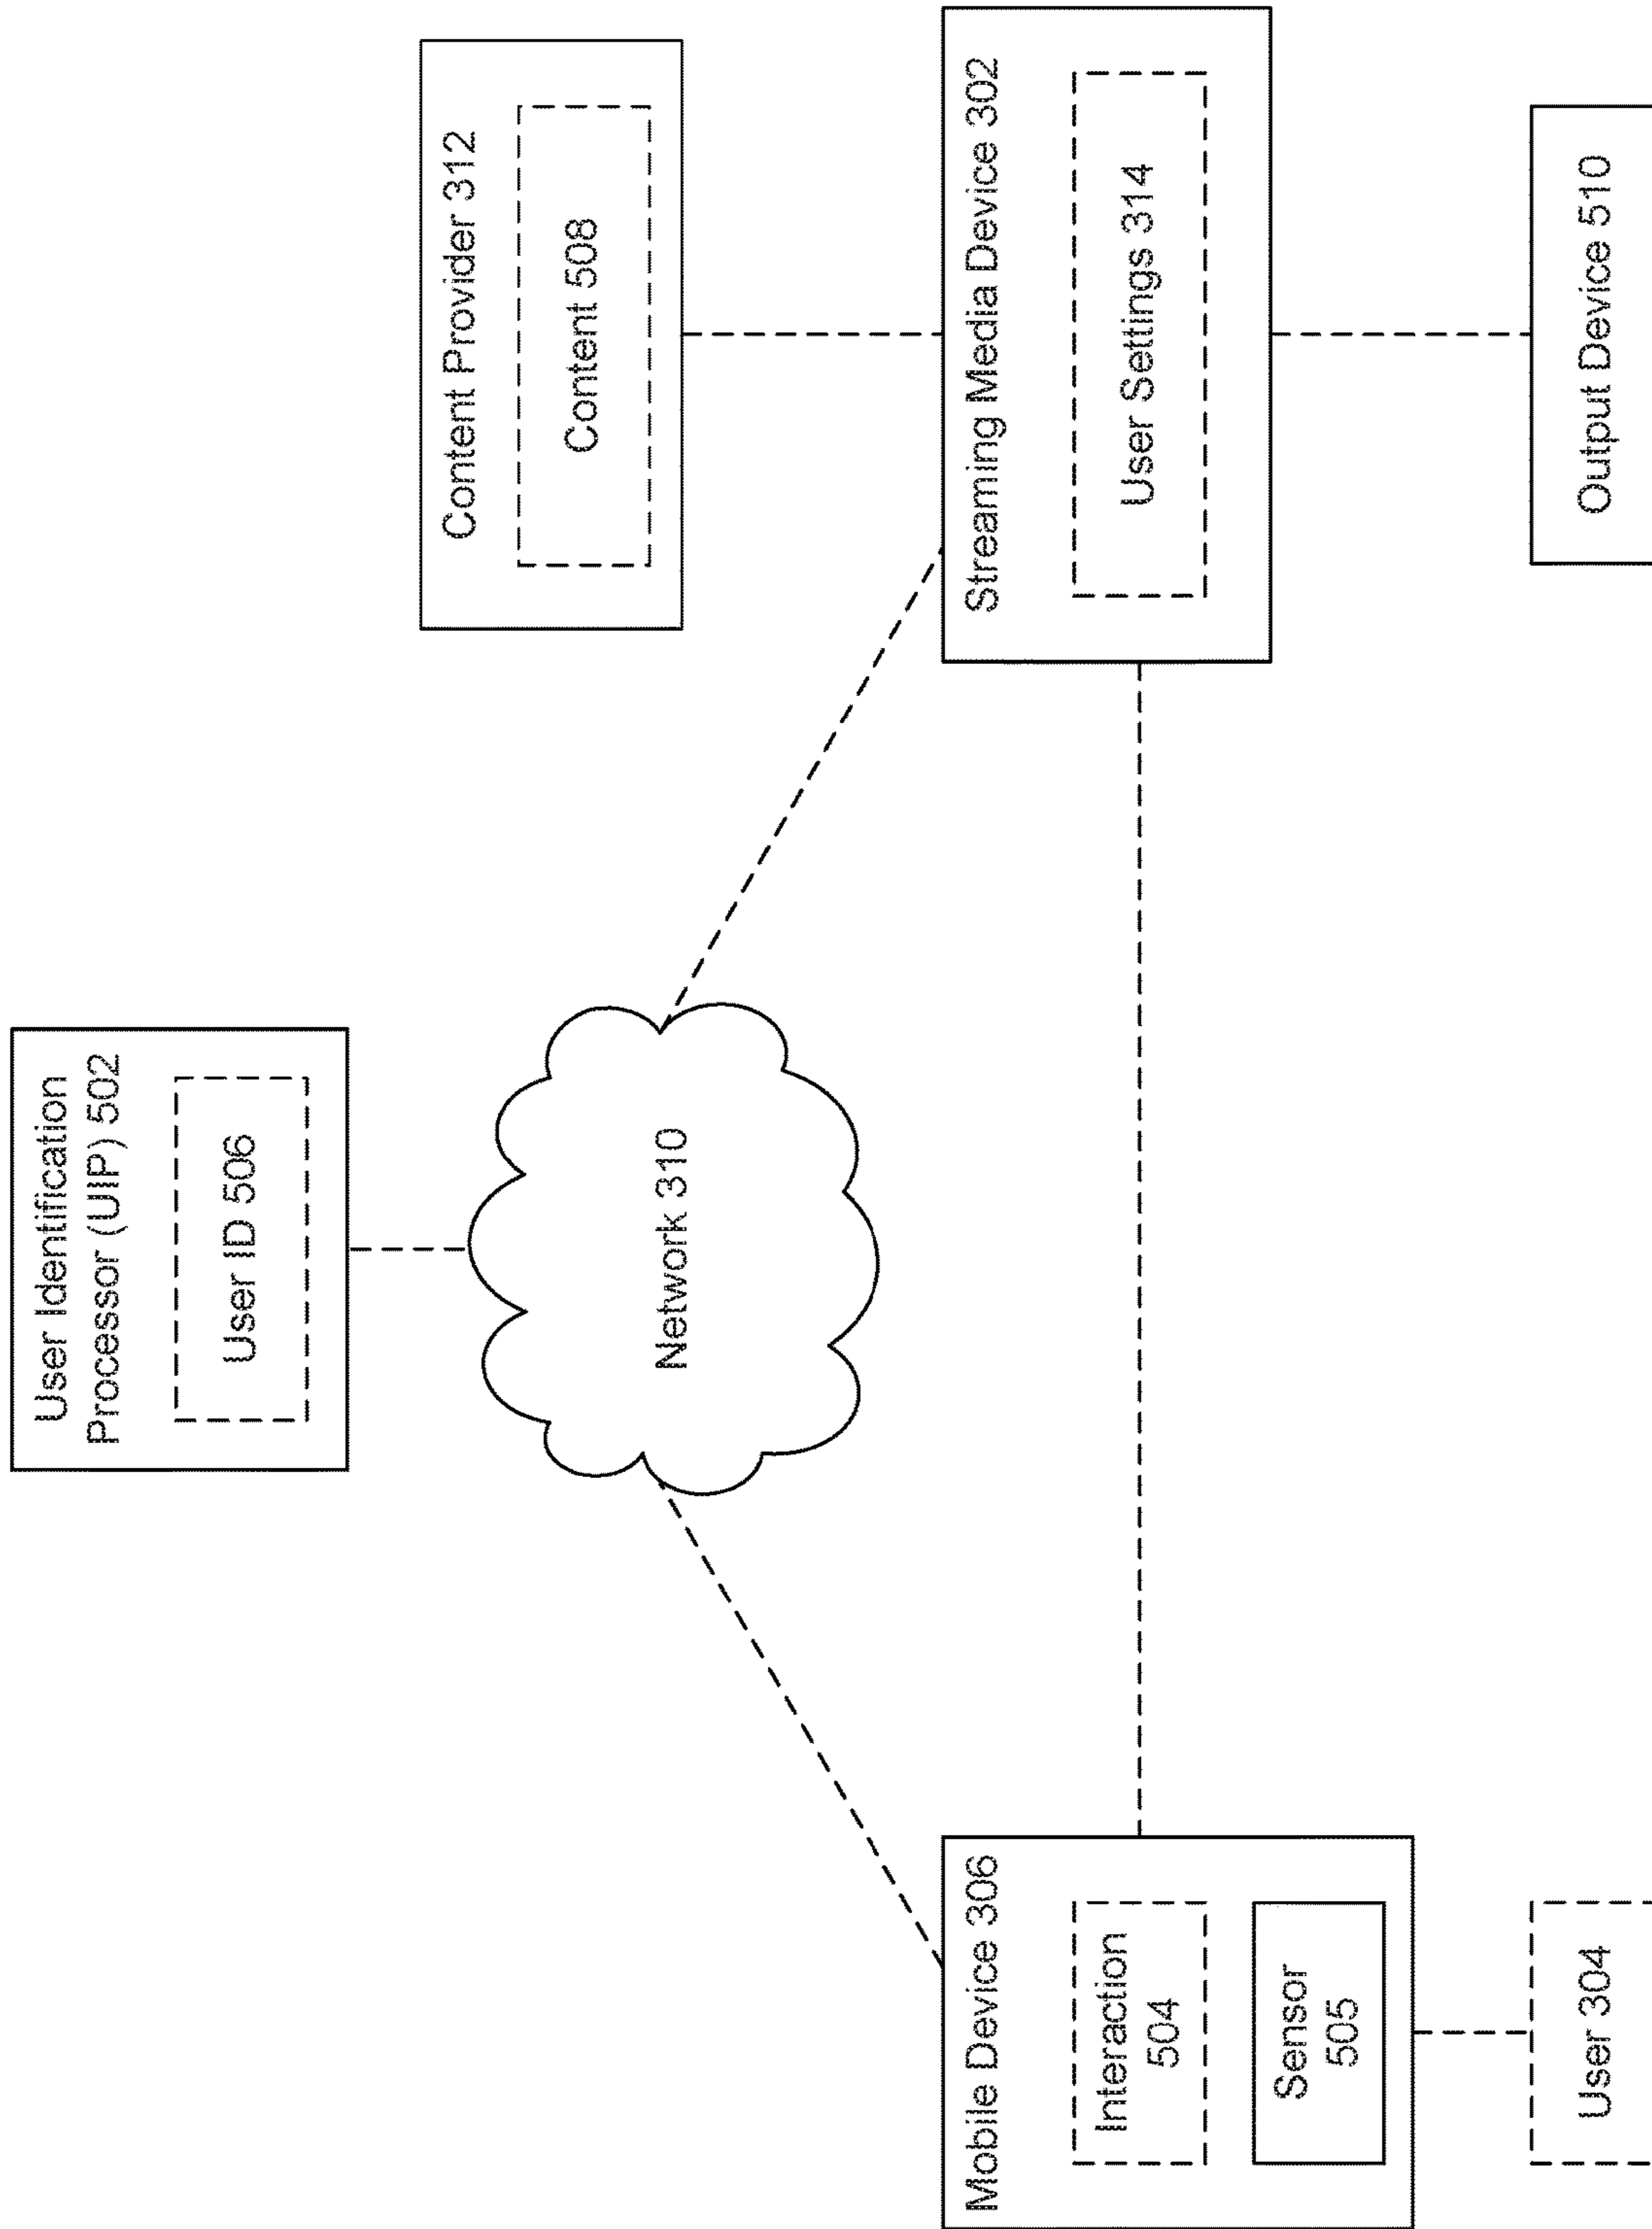 User Identification
Processor (UIP) 502
User ID 506
Content Provider 312
Content 508
Network 310
Mobile Device 306
Interaction
504
Sensor
505
Streaming Media Device 302
User Settings 314
User 304
Output Device 510